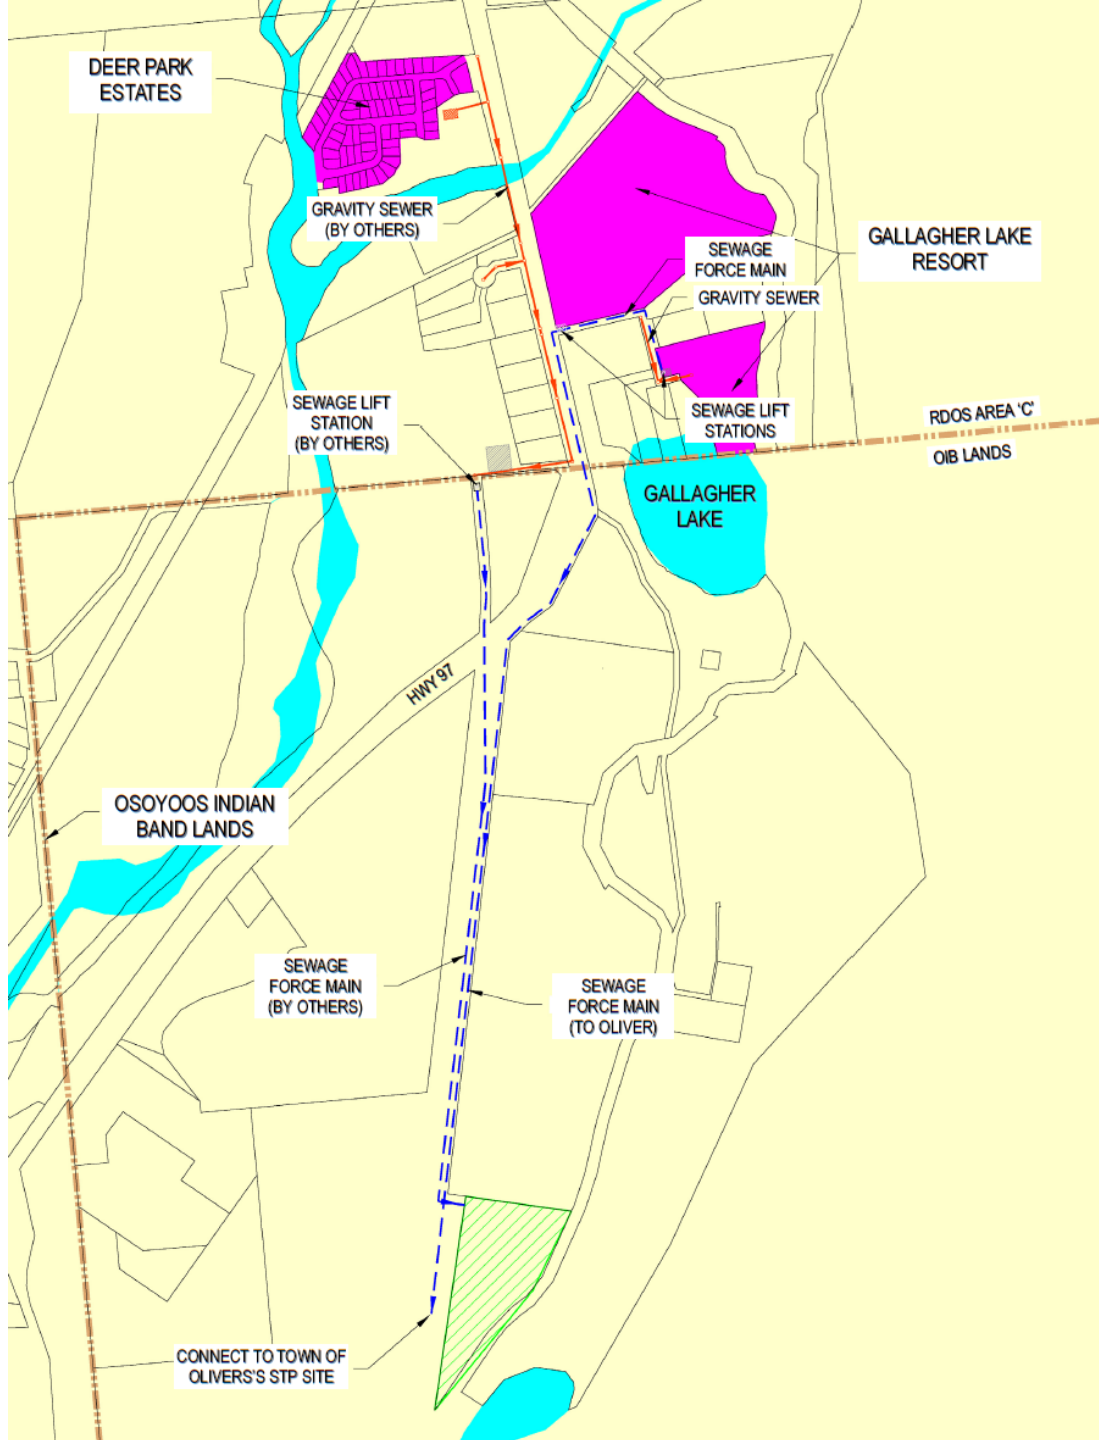 DEER PARK
ESTATES
GRAVITY SEWER
(BY OTHERS)
SEWAGE
FORCE MAIN
GALLAGHER LAKE
RESORT
GRAVITY SEWER
SEWAGE LIFT
STATION
(BY OTHERS)
SEWAGE LIFT
STATIONS
RDOS AREA 'C'
OIB LANDS
GALLAGHER
LAKE
HWY 97
OSOYOOS INDIAN
BAND LANDS
SEWAGE
FORCE MAIN
(BY OTHERS)
SEWAGE
FORCE MAIN
(TO OLIVER)
CONNECT TO TOWN OF
OLIVERS'S STP SITE